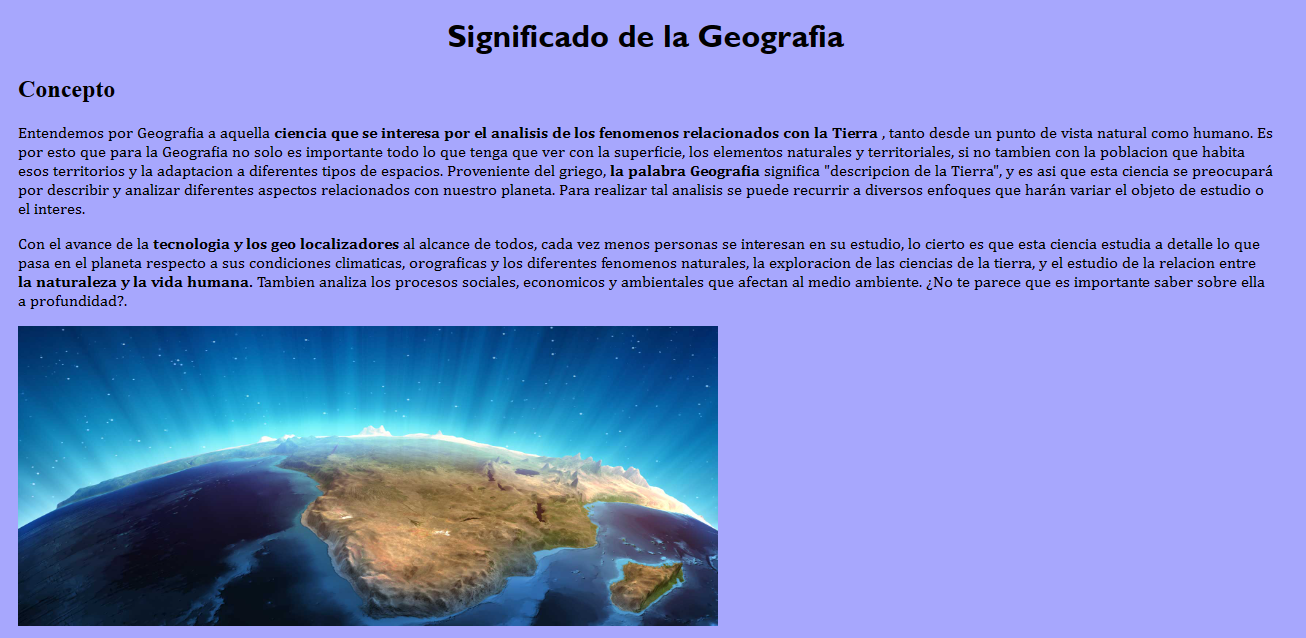 Significado de la Geografia
Concepto
Entendemos por Geografia a aquella ciencia que se interesa por el analisis de los fenomenos relacionados con la Tierra , tanto desde un punto de vista natural como humano. Es
por esto que para la Geografia no solo es importante todo lo que tenga que ver con la superficie, los elementos naturales y territoriales, si no tambien con la poblacion que habita
esos territorios y la adaptacion a diferentes tipos de espacios. Proveniente del griego, la palabra Geografia significa "descripcion de la Tierra", y es asi que esta ciencia se preocupará
por describir y analizar diferentes aspectos relacionados con nuestro planeta. Para realizar tal analisis se puede recurrir a diversos enfoques que harán variar el objeto de estudio o
el interes.
Con el avance de la tecnologia y los geo localizadores al alcance de todos, cada vez menos personas se interesan en su estudio, lo cierto es que esta ciencia estudia a detalle lo que
pasa en el planeta respecto a sus condiciones climaticas, orograficas y los diferentes fenomenos naturales, la exploracion de las ciencias de la tierra, y el estudio de la relacion entre
la naturaleza y la vida humana. Tambien analiza los procesos sociales, economicos y ambientales que afectan al medio ambiente. ¿No te parece que es importante saber sobre ella
a profundidad?.